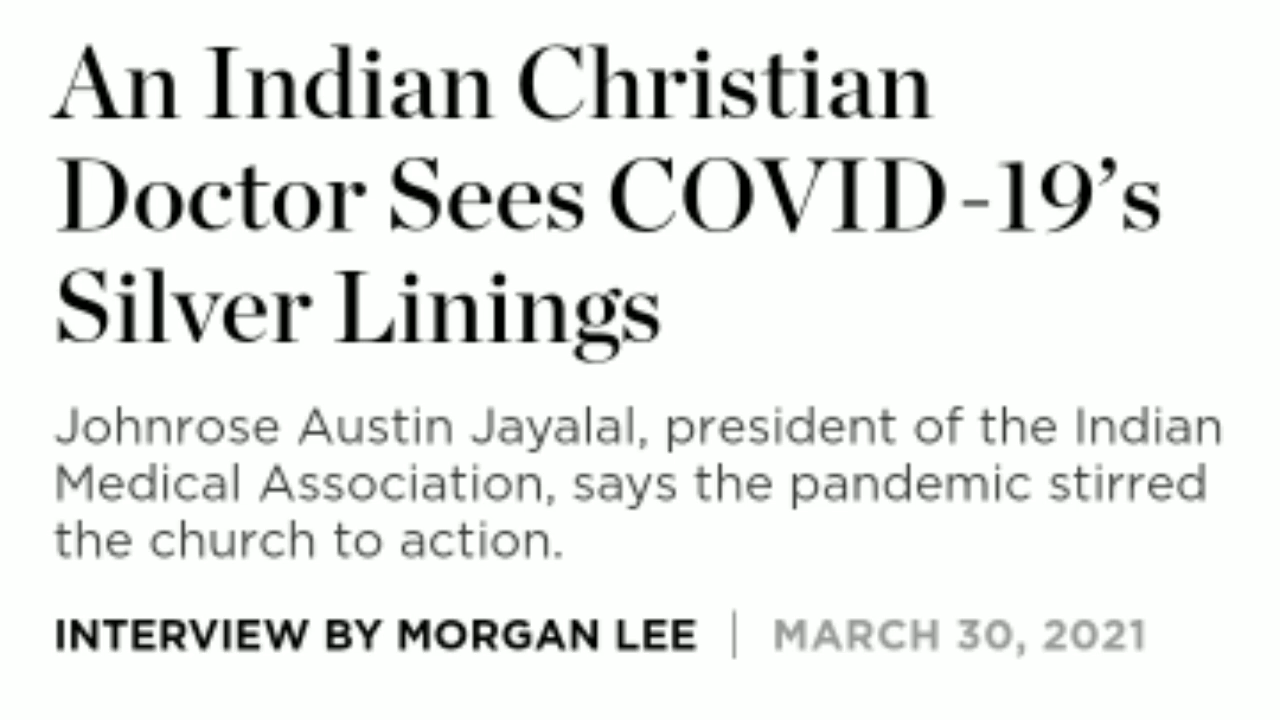 An Indian Christian
Doctor Sees COVID-19’s
Silver Linings
Johnrose Austin Jayalal, president of the Indian
Medical Association, says the pandemic stirred
the church to action.
INTERVIEW BY MORGAN LEE | MARCH 30, 2021